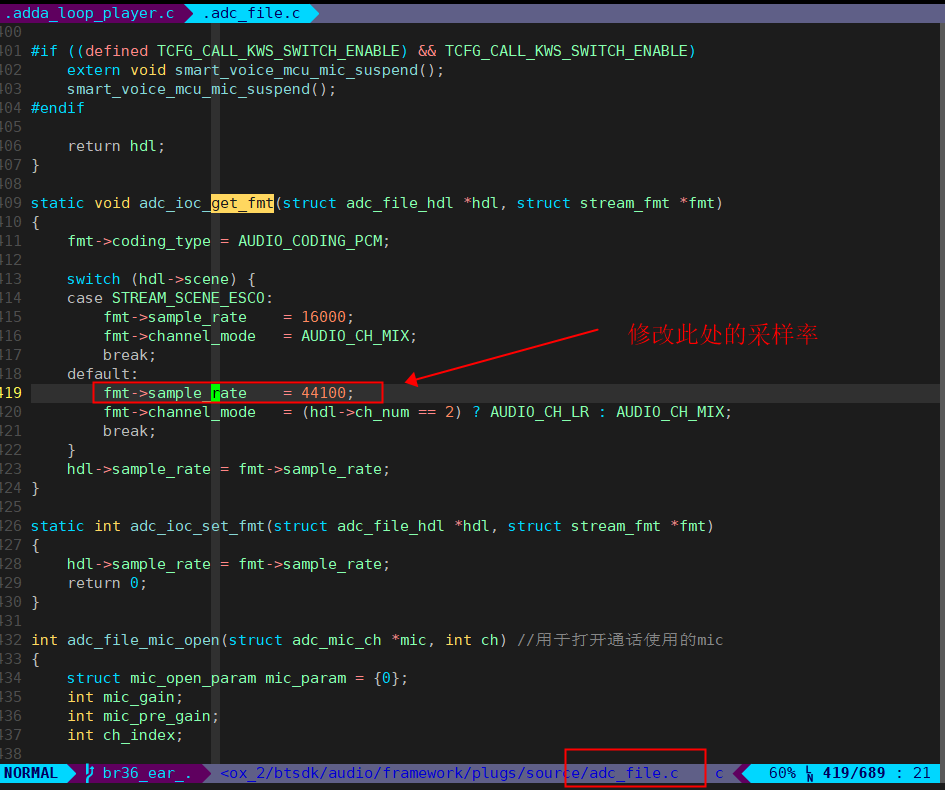 .adda_loop_player.c .adc_file.c
400
401 #if ((defined TCFG_CALL_KWS_SWITCH_ENABLE) && TCFG_CALL_KWS_SWITCH_ENABLE)
402     extern void smart_voice_mcu_mic_suspend();
403     smart_voice_mcu_mic_suspend();
404 #endif
405
406     return hdl;
407 }
408
409 static void adc_ioc_get_fmt(struct adc_file_hdl *hdl, struct stream_fmt *fmt)
410 {
411     fmt->coding_type = AUDIO_CODING_PCM;
412
413     switch (hdl->scene) {
414     case STREAM_SCENE_ESCO:
415         fmt->sample_rate    = 16000;
416         fmt->channel_mode   = AUDIO_CH_MIX;
修改此处的采样率
417         break;
418     default:
419         fmt->sample_rate    = 44100;
420         fmt->channel_mode   = (hdl->ch_num == 2) ? AUDIO_CH_LR : AUDIO_CH_MIX;
421         break;
422     }
423     hdl->sample_rate = fmt->sample_rate;
424 }
425
426 static int adc_ioc_set_fmt(struct adc_file_hdl *hdl, struct stream_fmt *fmt)
427 {
428     hdl->sample_rate = fmt->sample_rate;
429     return 0;
430 }
431
432 int adc_file_mic_open(struct adc_mic_ch *mic, int ch) //用于打开通话使用的mic
433 {
434     struct mic_open_param mic_param = {0};
435     int mic_gain;
436     int mic_pre_gain;
437     int ch_index;
438
NORMAL br36_ear_. <ox_2/btsdk/audio/framework/plugs/source/adc_file.c c 60% LN 419/689 : 21